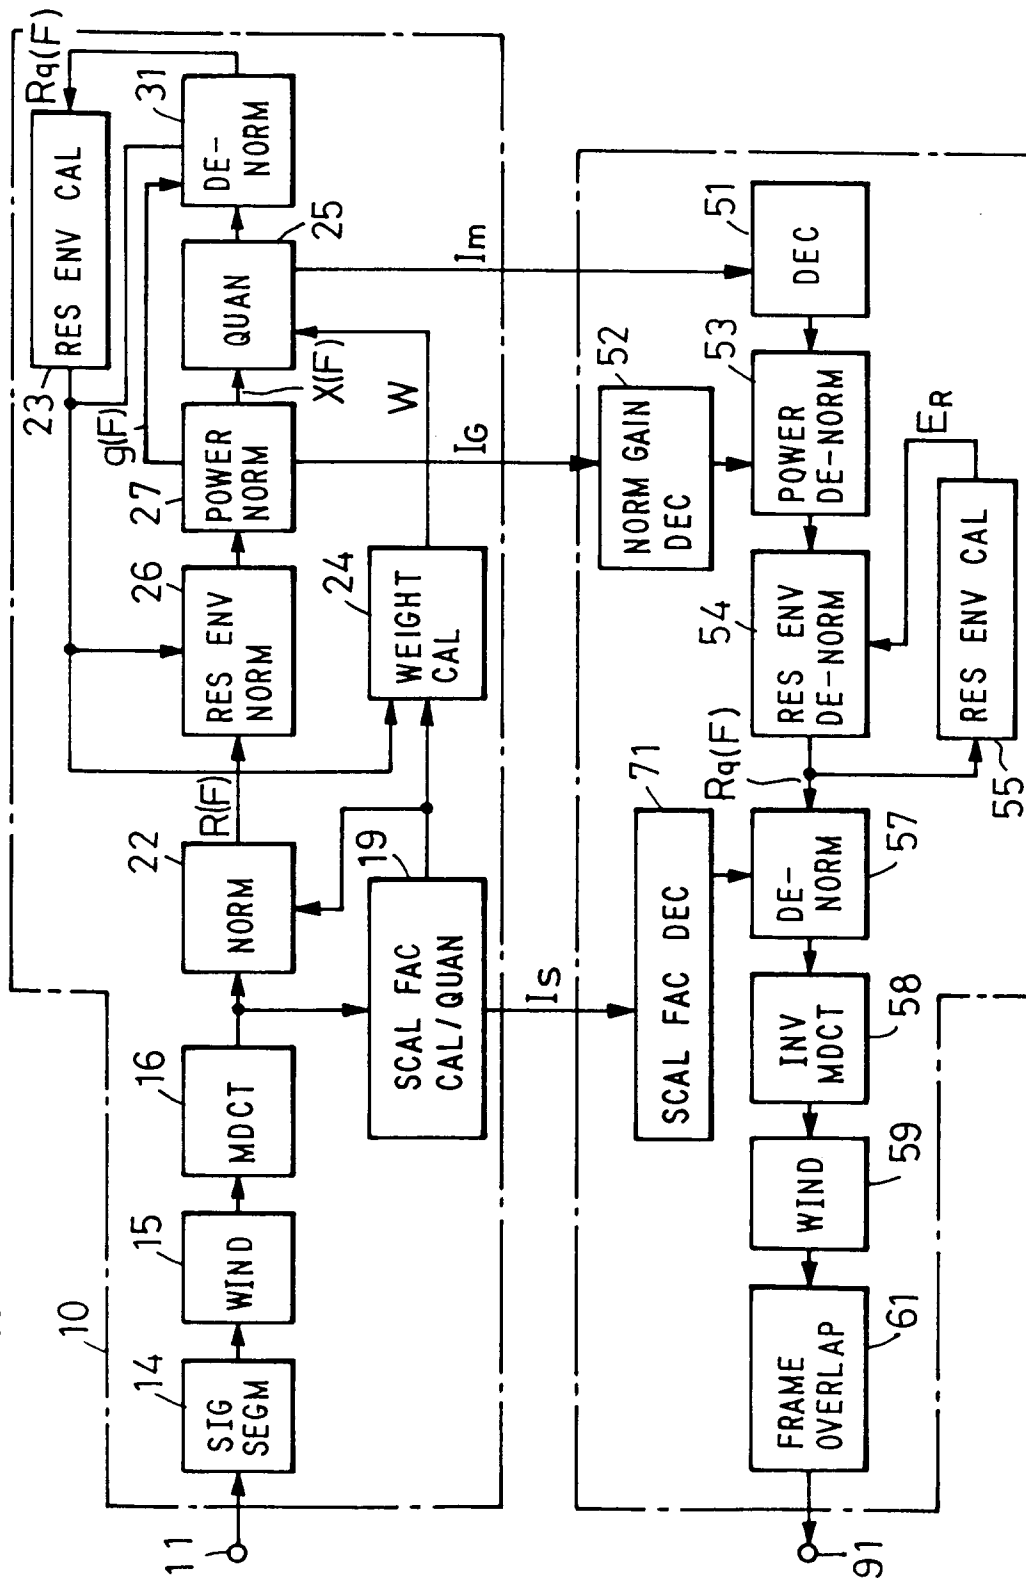 10
11
14
SIG
SEGM
15
WIND
16
MDCT
22
NORM
R(F)
26
RES ENV
NORM
27
POWER
NORM
g(F)
X(F)
25
QUAN
31
DE-
NORM
Rq(F)
23
RES ENV CAL
19
SCAL FAC
CAL/QUAN
24
WEIGHT
CAL
W
IS
IG
Im
51
DEC
52
NORM GAIN
DEC
53
POWER
DE-NORM
54
RES ENV
DE-NORM
ER
55
RES ENV CAL
Rq(F)
71
SCAL FAC DEC
57
DE-
NORM
58
INV
MDCT
59
WIND
61
FRAME
OVERLAP
91